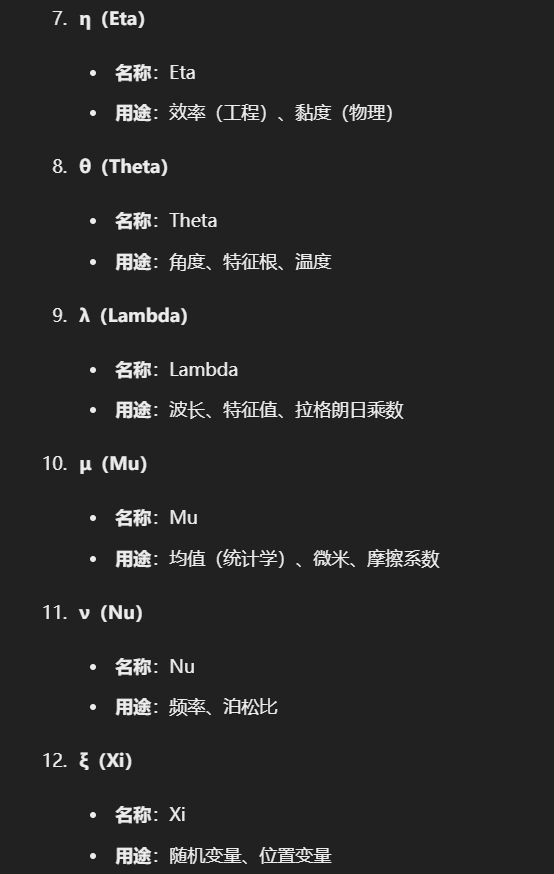 7. η（Eta）
• 名称：Eta
• 用途：效率（工程）、黏度（物理）
8. θ（Theta）
• 名称：Theta
• 用途：角度、特征根、温度
9. λ（Lambda）
• 名称：Lambda
• 用途：波长、特征值、拉格朗日乘数
10. μ（Mu）
• 名称：Mu
• 用途：均值（统计学）、微米、摩擦系数
11. ν（Nu）
• 名称：Nu
• 用途：频率、泊松比
12. ξ（Xi）
• 名称：Xi
• 用途：随机变量、位置变量